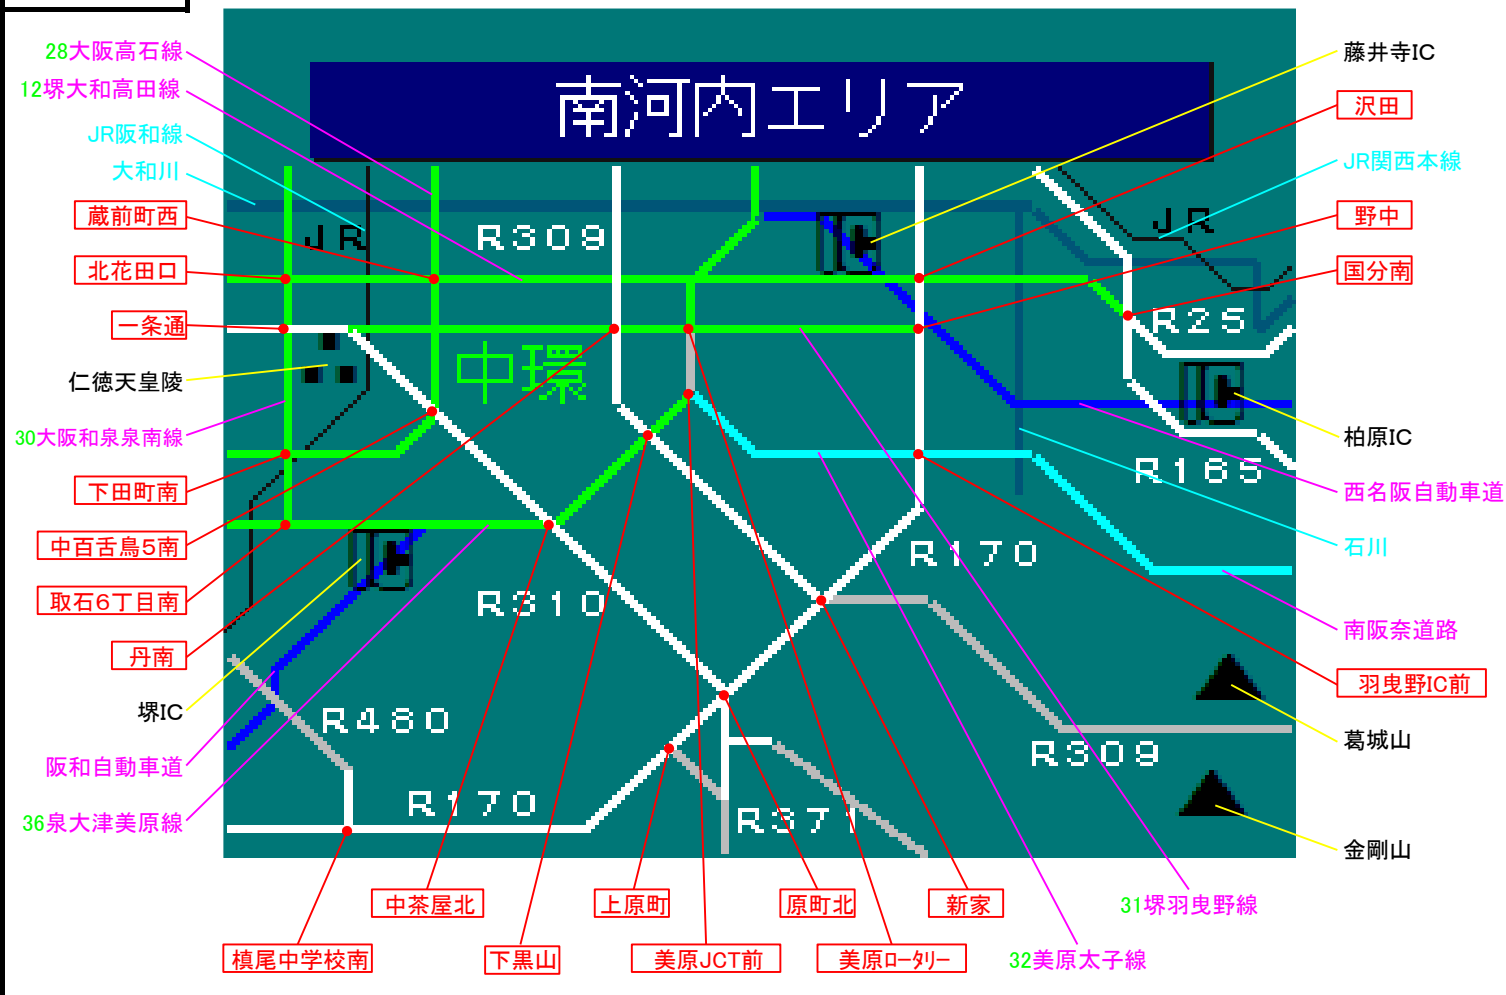 南河内エリア
28大阪高石線
12堺大和高田線
JR阪和線
大和川
蔵前町西
北花田口
一条通
仁徳天皇陵
30大阪和泉泉南線
下田町南
中百舌鳥5南
取石6丁目南
丹南
堺IC
阪和自動車道
36泉大津美原線
藤井寺IC
沢田
JR関西本線
野中
国分南
柏原IC
西名阪自動車道
石川
南阪奈道路
羽曳野IC前
葛城山
金剛山
JR
R309
JR
R25
中環
R165
R170
R310
R480
R309
R170
R371
中茶屋北
上原町
原町北
新家
31堺羽曳野線
槙尾中学校南
下黒山
美原JCT前
美原ロータリー
32美原太子線